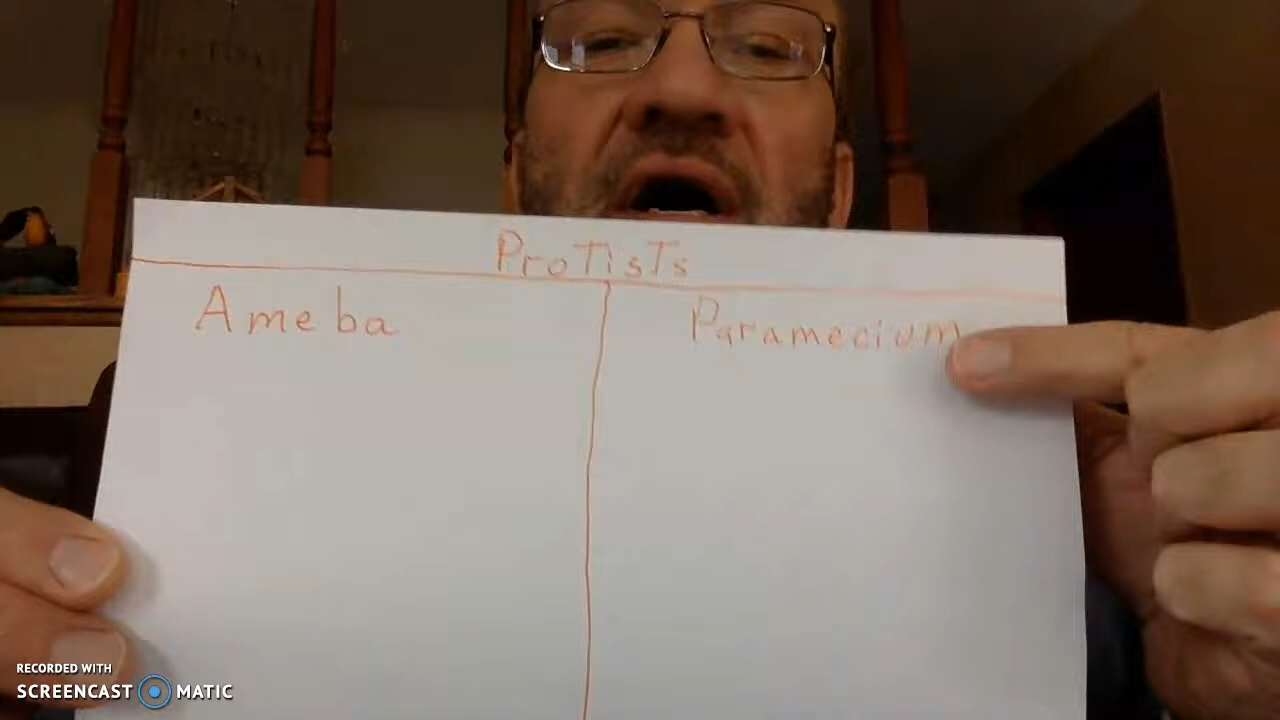 ProTisTs
Ameba
Paramecium
RECORDED WITH
SCREENCAST MATIC